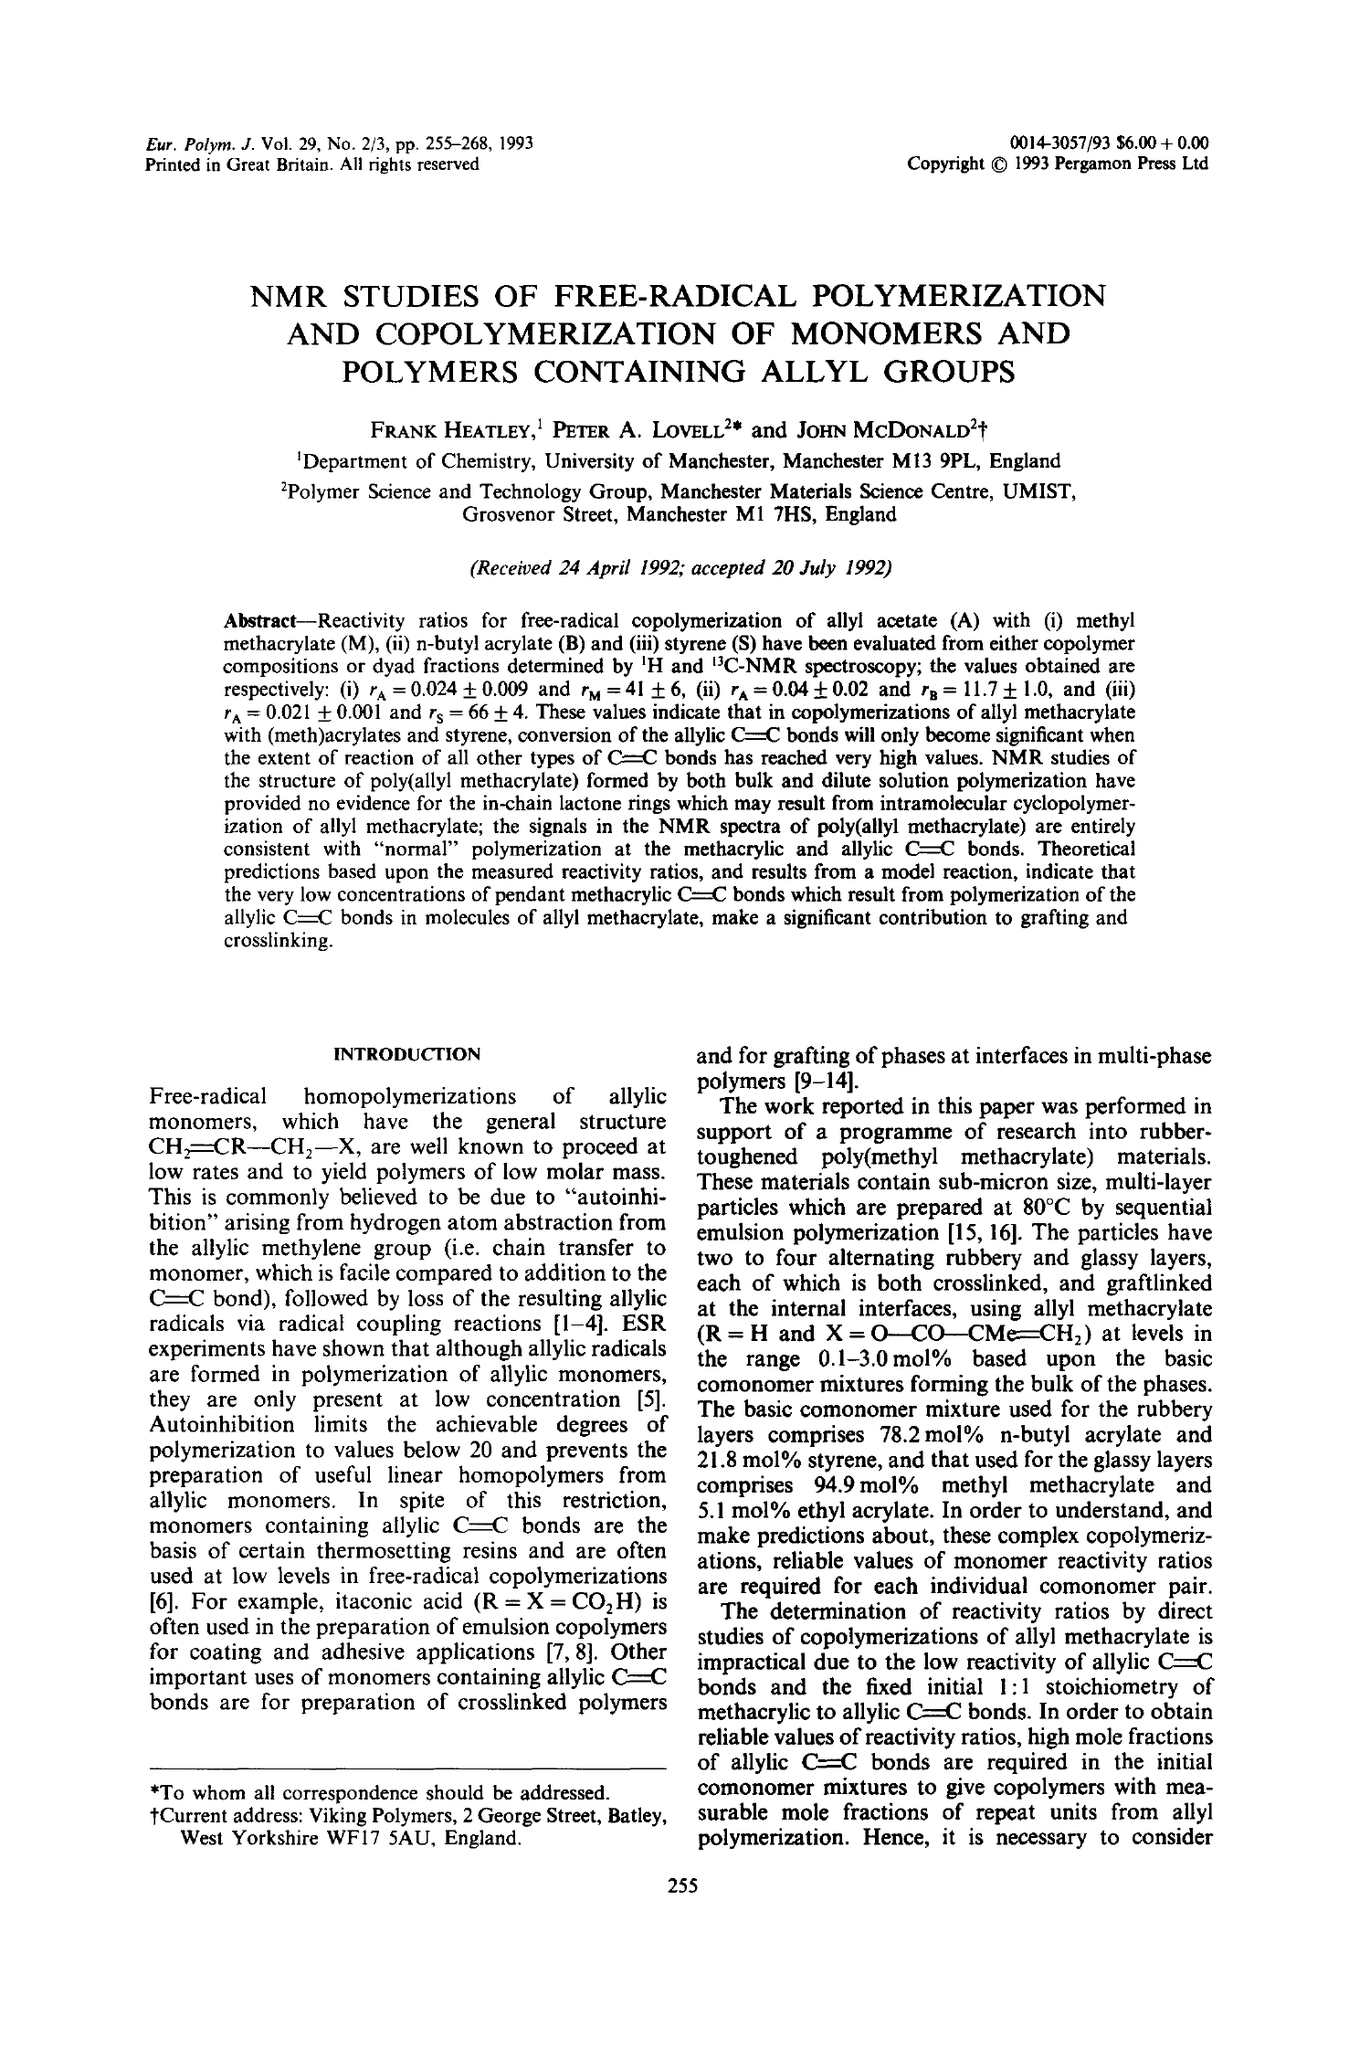 Eur. Polym. J. Vol. 29, No. 2/3, pp. 255–268, 1993
Printed in Great Britain. All rights reserved
0014-3057/93 $6.00 + 0.00
Copyright © 1993 Pergamon Press Ltd
NMR STUDIES OF FREE-RADICAL POLYMERIZATION
AND COPOLYMERIZATION OF MONOMERS AND
POLYMERS CONTAINING ALLYL GROUPS
FRANK HEATLEY,¹ PETER A. LOVELL²* and JOHN MCDONALD²†
¹Department of Chemistry, University of Manchester, Manchester M13 9PL, England
²Polymer Science and Technology Group, Manchester Materials Science Centre, UMIST,
Grosvenor Street, Manchester M1 7HS, England
(Received 24 April 1992; accepted 20 July 1992)
Abstract—Reactivity ratios for free-radical copolymerization of allyl acetate (A) with (i) methyl
methacrylate (M), (ii) n-butyl acrylate (B) and (iii) styrene (S) have been evaluated from either copolymer
compositions or dyad fractions determined by ¹H and ¹³C-NMR spectroscopy; the values obtained are
respectively: (i) r_A = 0.024 ± 0.009 and r_M = 41 ± 6, (ii) r_A = 0.04 ± 0.02 and r_B = 11.7 ± 1.0, and (iii)
r_A = 0.021 ± 0.001 and r_S = 66 ± 4. These values indicate that in copolymerizations of allyl methacrylate
with (meth)acrylates and styrene, conversion of the allylic C=C bonds will only become significant when
the extent of reaction of all other types of C=C bonds has reached very high values. NMR studies of
the structure of poly(allyl methacrylate) formed by both bulk and dilute solution polymerization have
provided no evidence for the in-chain lactone rings which may result from intramolecular cyclopolymer-
ization of allyl methacrylate; the signals in the NMR spectra of poly(allyl methacrylate) are entirely
consistent with “normal” polymerization at the methacrylic and allylic C=C bonds. Theoretical
predictions based upon the measured reactivity ratios, and results from a model reaction, indicate that
the very low concentrations of pendant methacrylic C=C bonds which result from polymerization of the
allylic C=C bonds in molecules of allyl methacrylate, make a significant contribution to grafting and
crosslinking.
INTRODUCTION
Free-radical homopolymerizations of allylic
monomers, which have the general structure
CH₂=CR—CH₂—X, are well known to proceed at
low rates and to yield polymers of low molar mass.
This is commonly believed to be due to “autoinhi-
bition” arising from hydrogen atom abstraction from
the allylic methylene group (i.e. chain transfer to
monomer, which is facile compared to addition to the
C=C bond), followed by loss of the resulting allylic
radicals via radical coupling reactions [1–4]. ESR
experiments have shown that although allylic radicals
are formed in polymerization of allylic monomers,
they are only present at low concentration [5].
Autoinhibition limits the achievable degrees of
polymerization to values below 20 and prevents the
preparation of useful linear homopolymers from
allylic monomers. In spite of this restriction,
monomers containing allylic C=C bonds are the
basis of certain thermosetting resins and are often
used at low levels in free-radical copolymerizations
[6]. For example, itaconic acid (R = X = CO₂H) is
often used in the preparation of emulsion copolymers
for coating and adhesive applications [7, 8]. Other
important uses of monomers containing allylic C=C
bonds are for preparation of crosslinked polymers
*To whom all correspondence should be addressed.
†Current address: Viking Polymers, 2 George Street, Batley,
West Yorkshire WF17 5AU, England.
and for grafting of phases at interfaces in multi-phase
polymers [9–14].
The work reported in this paper was performed in
support of a programme of research into rubber-
toughened poly(methyl methacrylate) materials.
These materials contain sub-micron size, multi-layer
particles which are prepared at 80°C by sequential
emulsion polymerization [15, 16]. The particles have
two to four alternating rubbery and glassy layers,
each of which is both crosslinked, and graftlinked
at the internal interfaces, using allyl methacrylate
(R = H and X = O—CO—CMe=CH₂) at levels in
the range 0.1–3.0 mol% based upon the basic
comonomer mixtures forming the bulk of the phases.
The basic comonomer mixture used for the rubbery
layers comprises 78.2 mol% n-butyl acrylate and
21.8 mol% styrene, and that used for the glassy layers
comprises 94.9 mol% methyl methacrylate and
5.1 mol% ethyl acrylate. In order to understand, and
make predictions about, these complex copolymeriz-
ations, reliable values of monomer reactivity ratios
are required for each individual comonomer pair.
The determination of reactivity ratios by direct
studies of copolymerizations of allyl methacrylate is
impractical due to the low reactivity of allylic C=C
bonds and the fixed initial 1:1 stoichiometry of
methacrylic to allylic C=C bonds. In order to obtain
reliable values of reactivity ratios, high mole fractions
of allylic C=C bonds are required in the initial
comonomer mixtures to give copolymers with mea-
surable mole fractions of repeat units from allyl
polymerization. Hence, it is necessary to consider
255